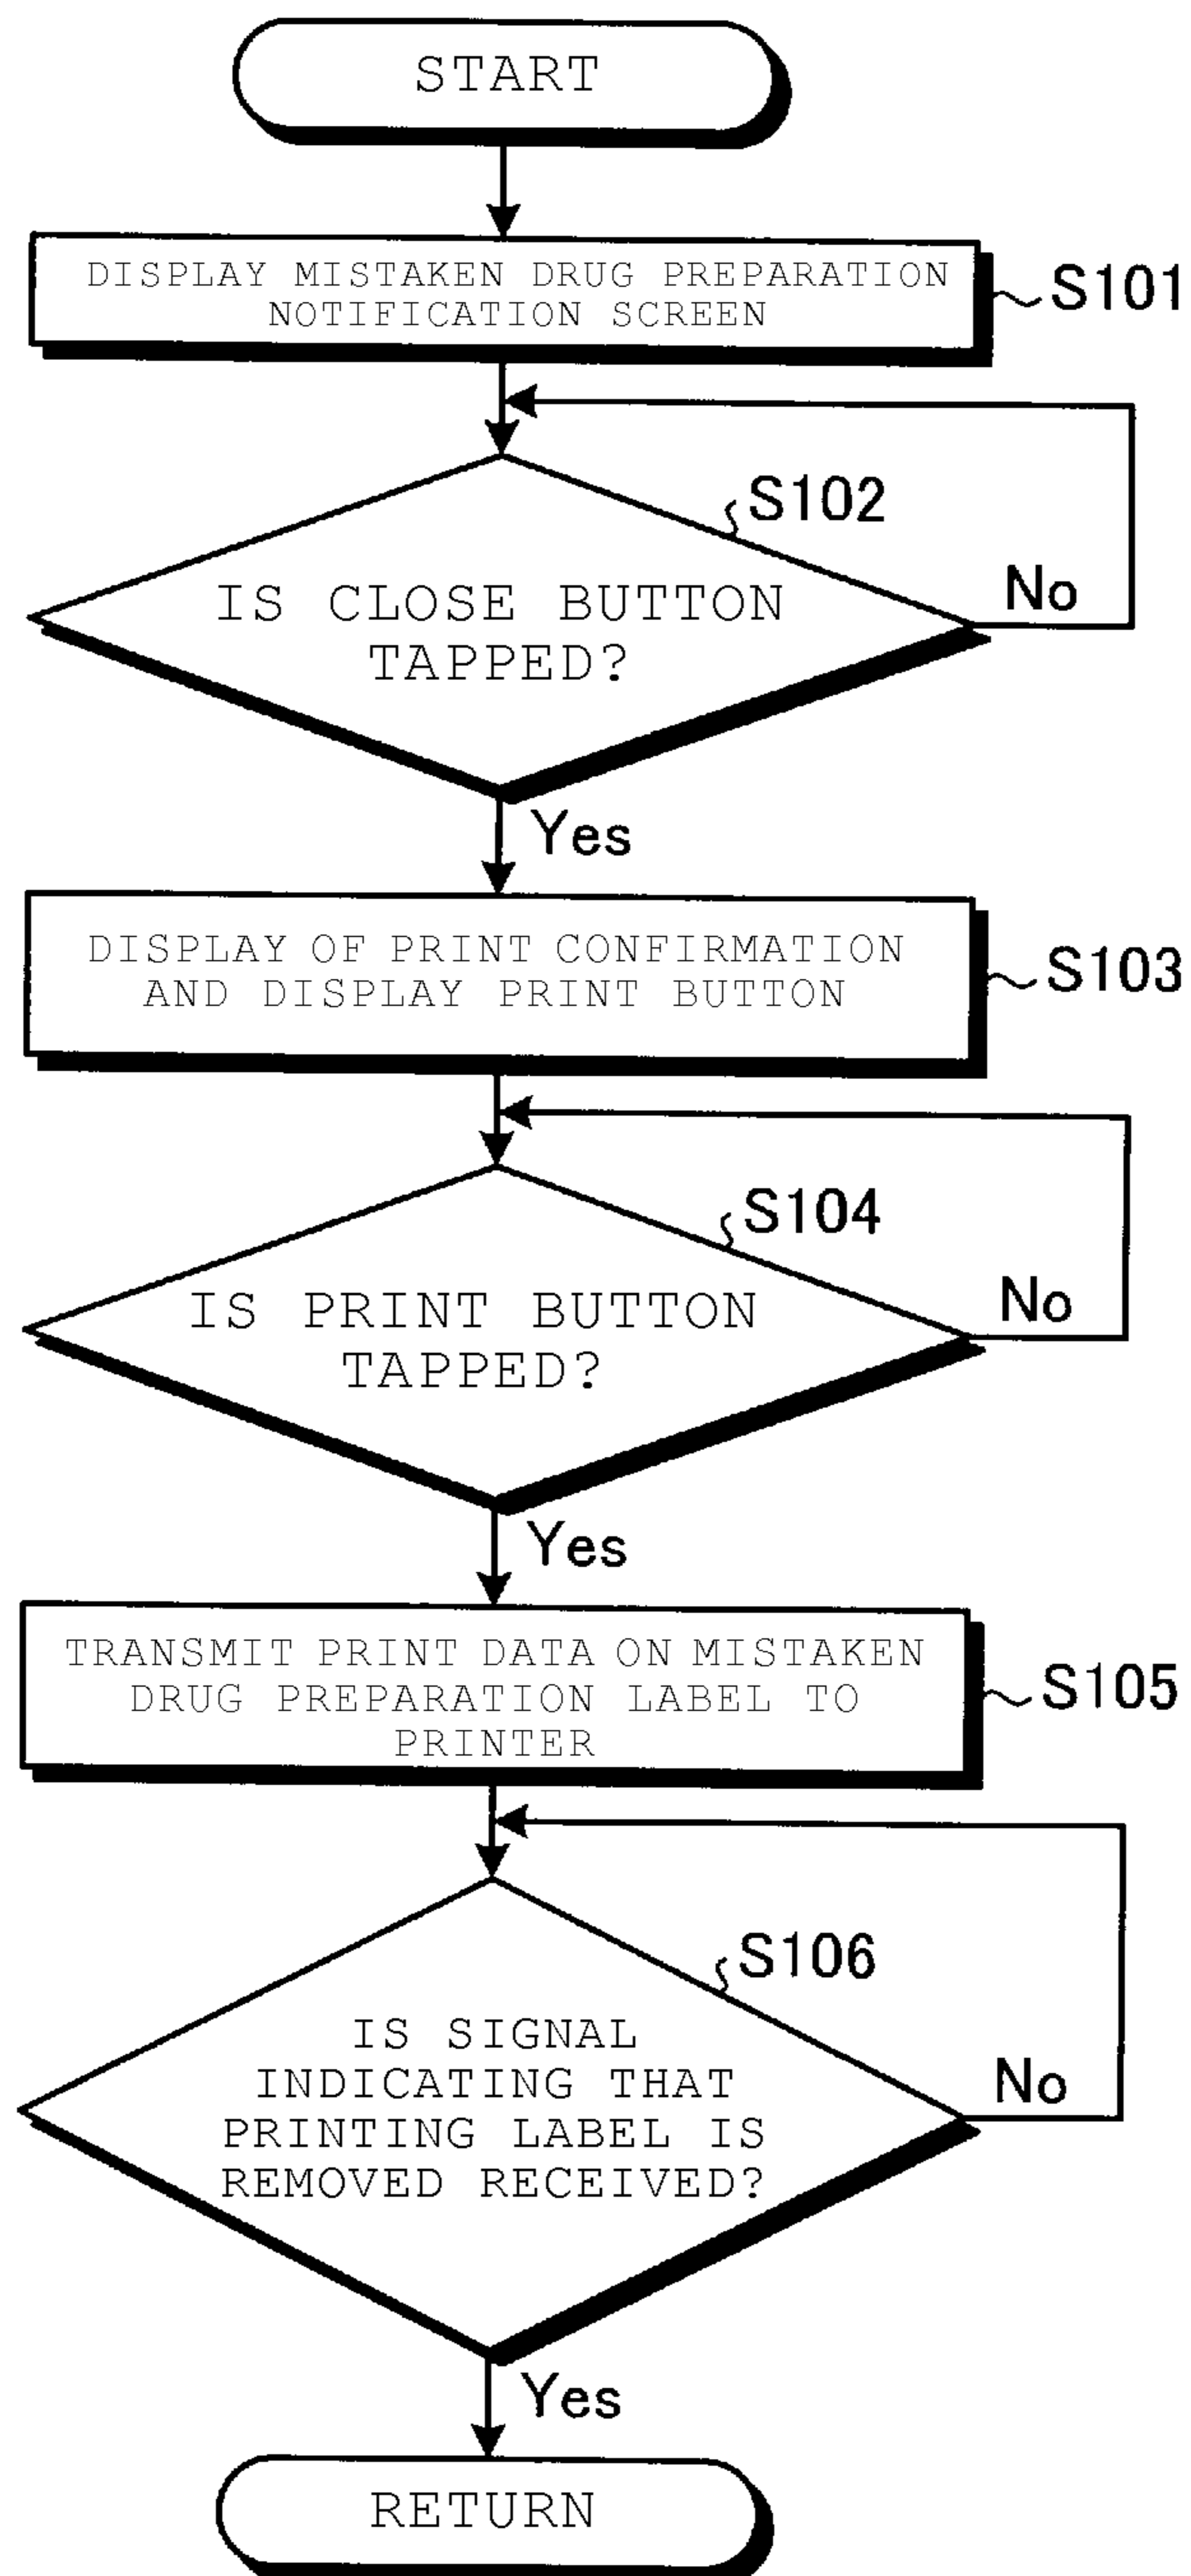 START
DISPLAY MISTAKEN DRUG PREPARATION
NOTIFICATION SCREEN
S101
S102
IS CLOSE BUTTON
TAPPED?
No
Yes
DISPLAY OF PRINT CONFIRMATION
AND DISPLAY PRINT BUTTON
S103
S104
IS PRINT BUTTON
TAPPED?
No
Yes
TRANSMIT PRINT DATA ON MISTAKEN
DRUG PREPARATION LABEL TO
PRINTER
S105
S106
IS SIGNAL
INDICATING THAT
PRINTING LABEL IS
REMOVED RECEIVED?
No
Yes
RETURN